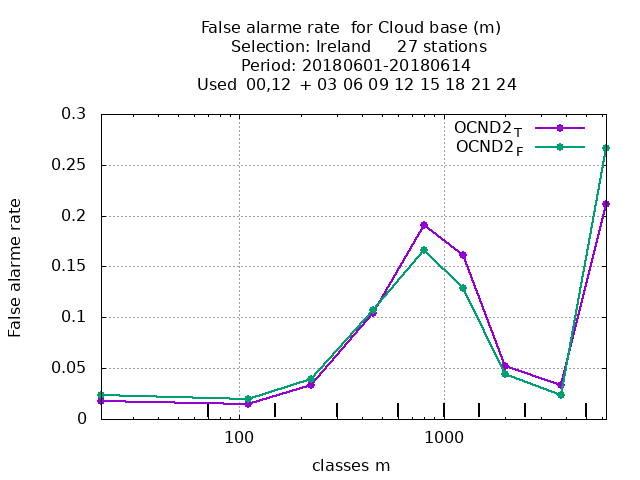 False alarme rate  for Cloud base (m)
Selection: Ireland     27 stations
Period: 20180601-20180614
Used  00,12  + 03 06 09 12 15 18 21 24
0.3
OCND2T
OCND2F
0.25
0.2
0.15
0.1
0.05
0
False alarme rate
100
1000
classes m